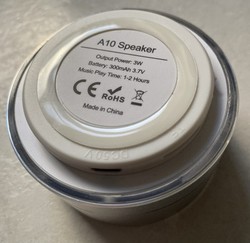 A10 Speaker
Output Power: 3W
Battery: 300mAh 3.7V
Music Play Time: 1-2 Hours
CE RoHS
Made in China